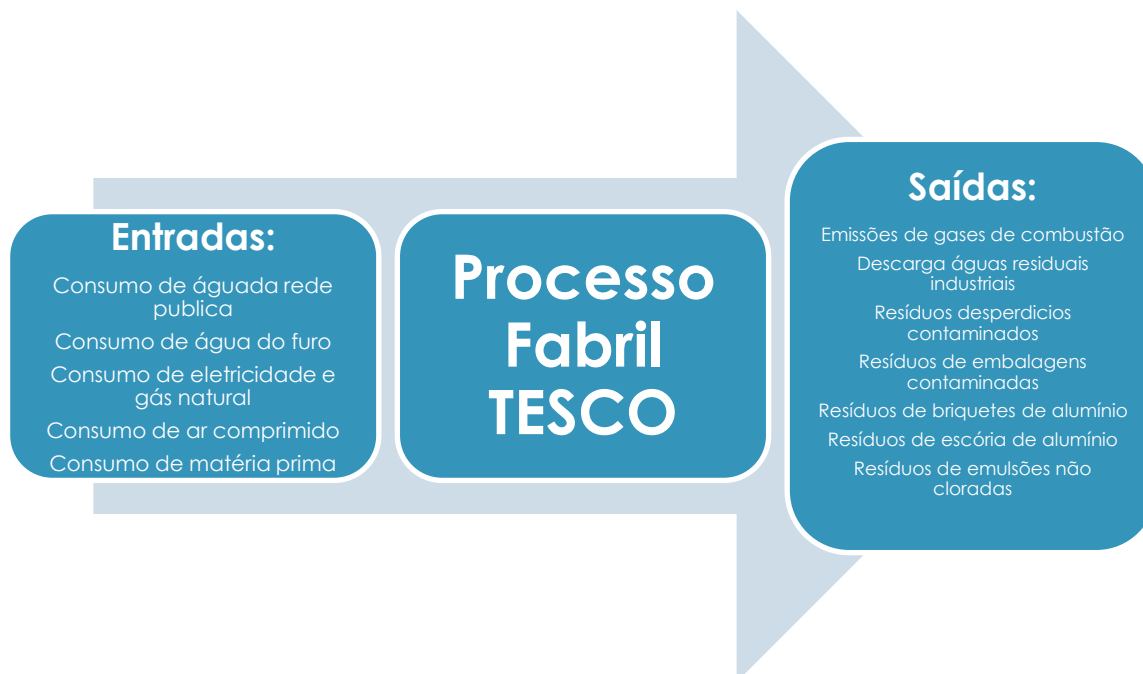 Entradas:
Consumo de águada rede
publica
Consumo de água do furo
Consumo de eletricidade e
gás natural
Consumo de ar comprimido
Consumo de matéria prima
Processo
Fabril
TESCO
Saídas:
Emissões de gases de combustão
Descarga águas residuais
industriais
Resíduos desperdicios
contaminados
Resíduos de embalagens
contaminadas
Resíduos de briquetes de alumínio
Resíduos de escória de alumínio
Resíduos de emulsões não
cloradas